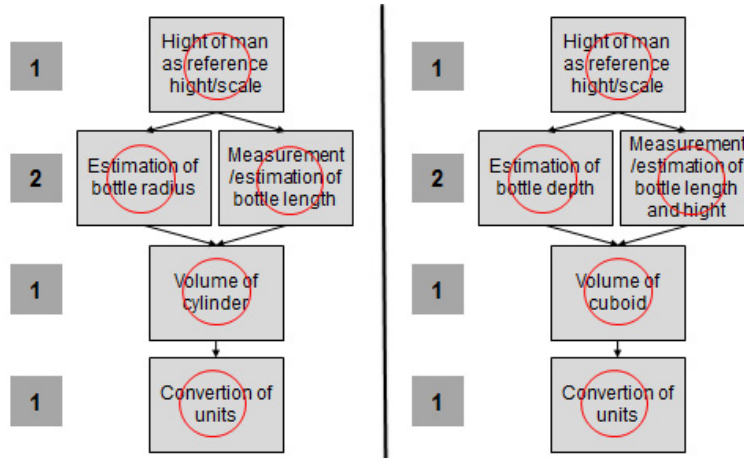 1
Hight of man
as reference
hight/scale
2
Estimation of
bottle radius
Measurement
/estimation of
bottle length
1
Volume of
cylinder
1
Convertion of
units
1
Hight of man
as reference
hight/scale
2
Estimation of
bottle depth
Measurement
/estimation of
bottle length
and hight
1
Volume of
cuboid
1
Convertion of
units